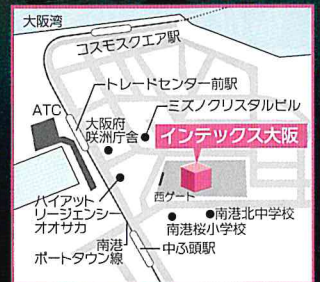 大阪湾
コスモスクエア駅
トレードセンター前駅
ATC
ミズノクリスタルビル
大阪府
咲洲庁舎
インテックス大阪
西ゲート
ハイアット
リージェンシー
オオサカ
南港北中学校
南港桜小学校
南港
ポートタウン線
中ふ頭駅